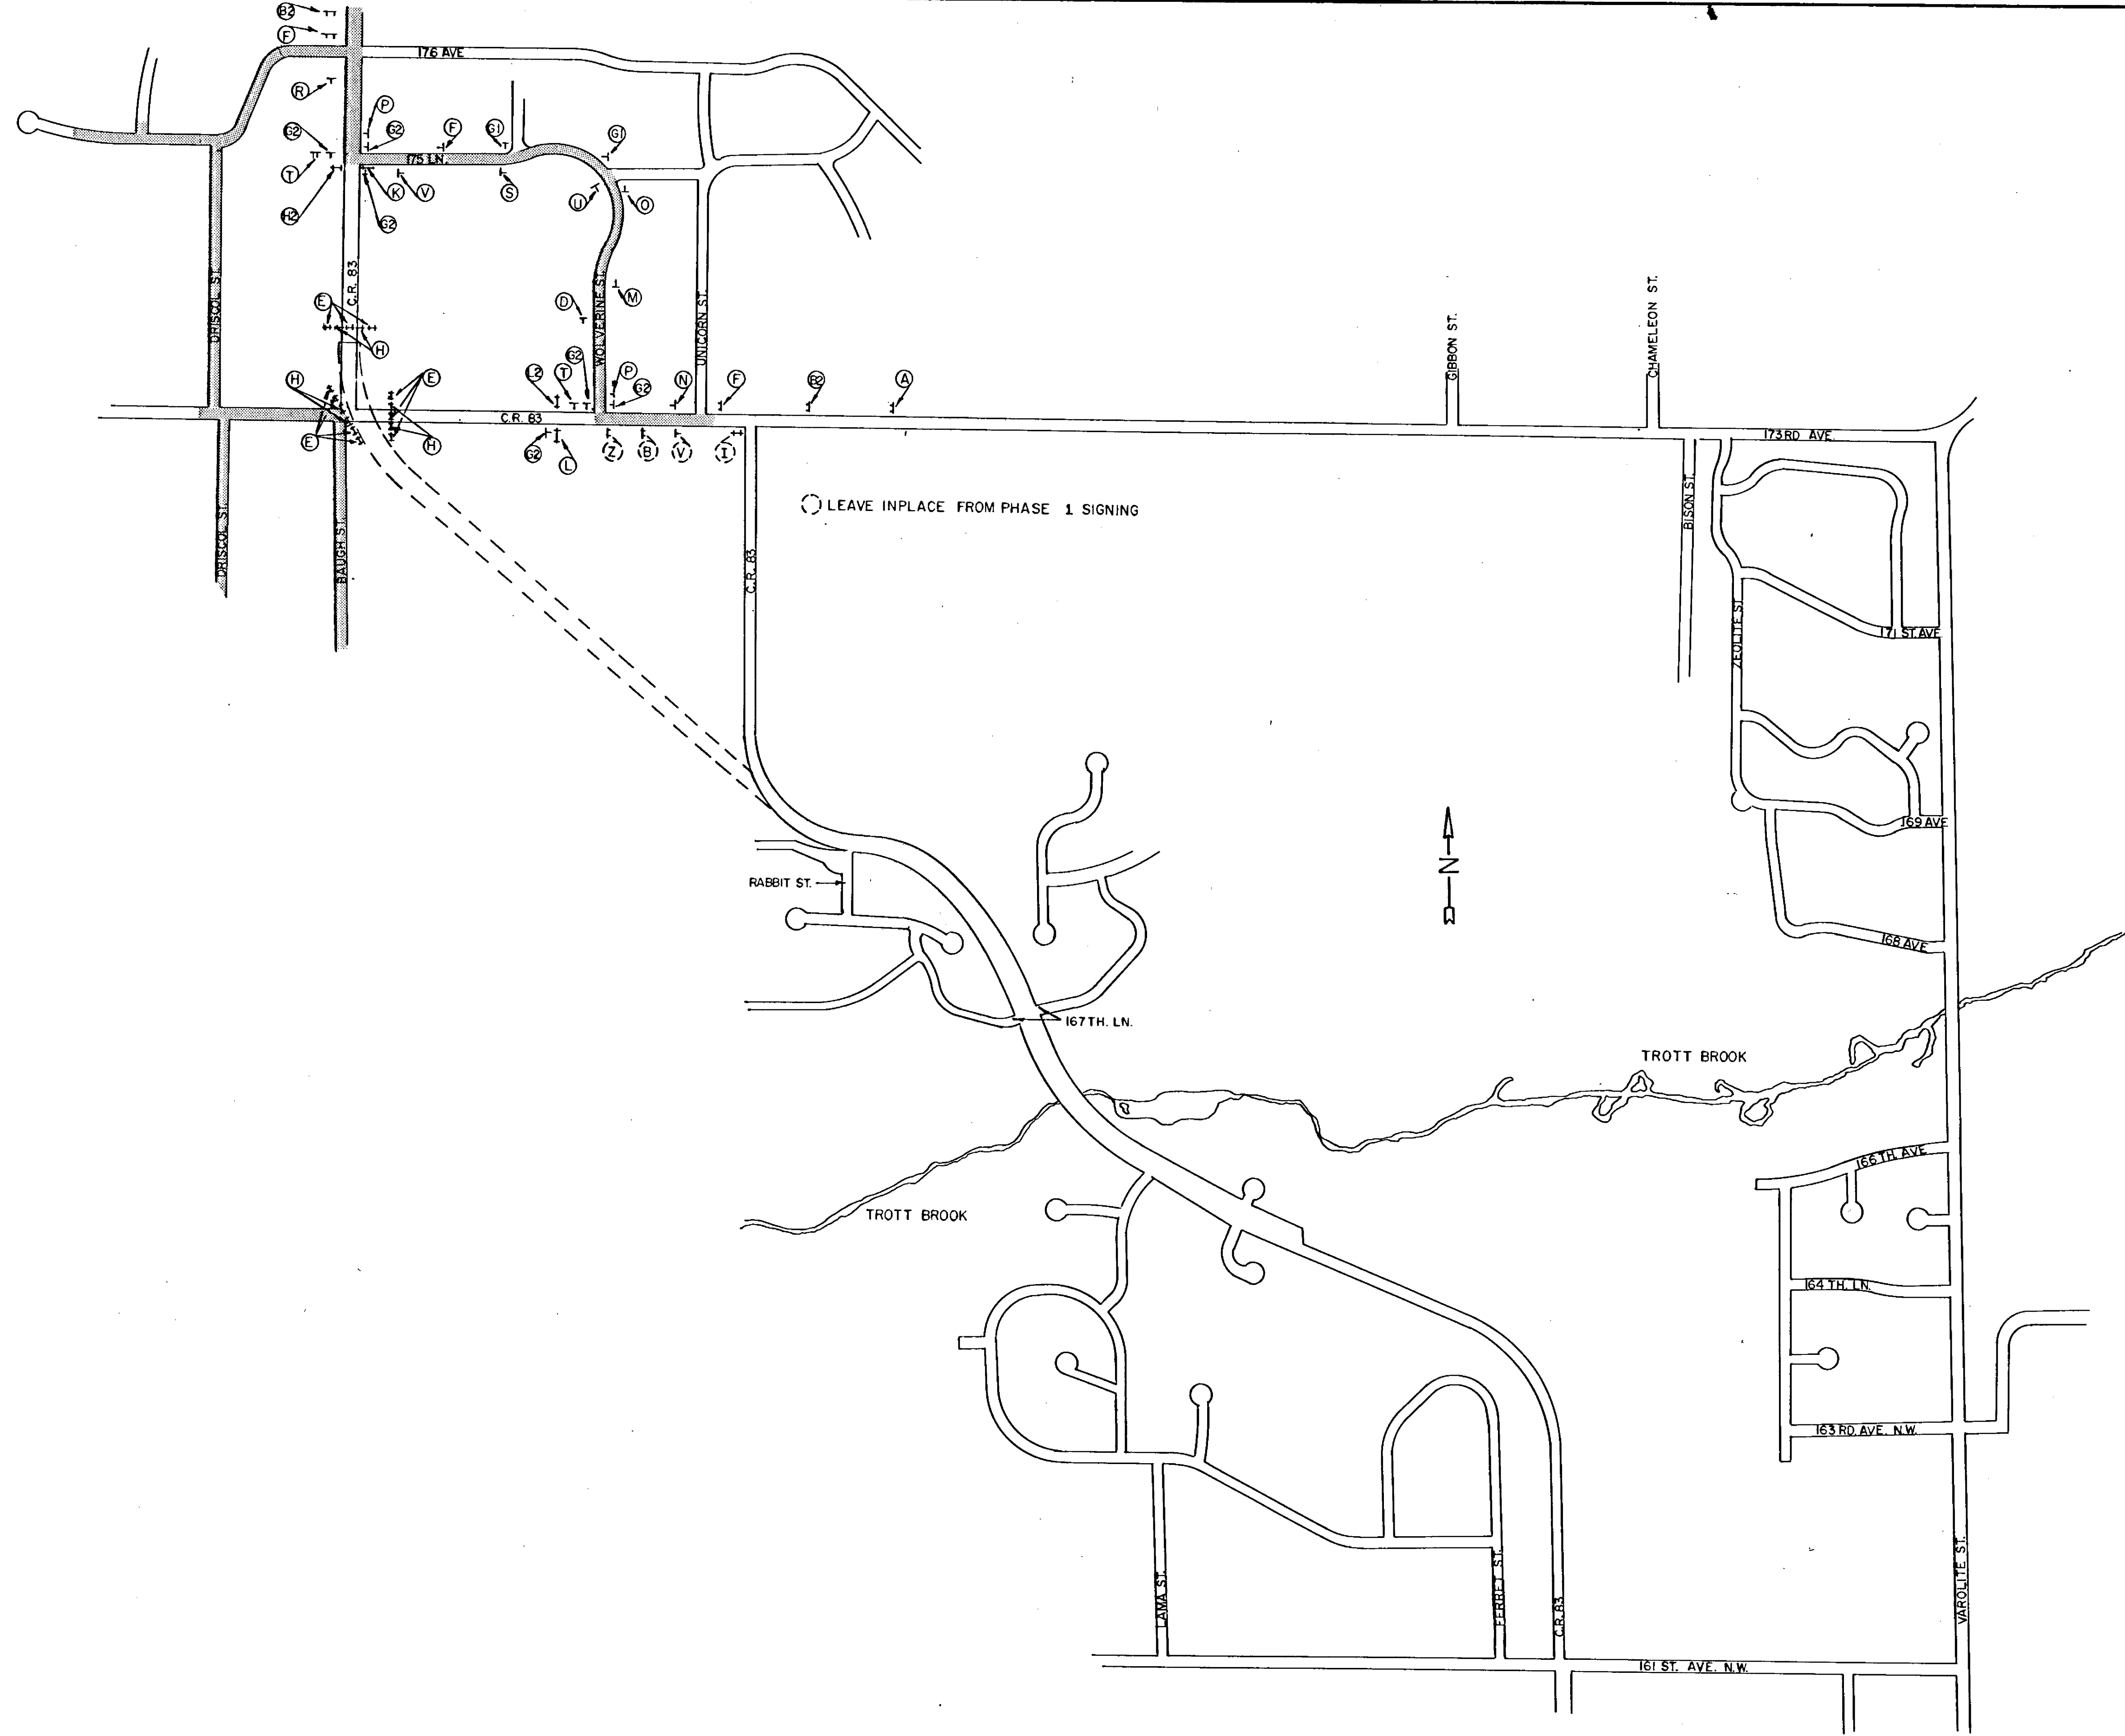 B2
F
176 AVE
R
P
G2
G2
F
G1
G1
175 LN.
T
K
V
S
U
O
H2
G2
DRISCOL ST.
C.R. 83
E
D
WOLVERINE ST.
M
UNICORN ST.
GIBBON ST.
CHAMELEON ST.
H
G2
H
E
L2
T
P
G2
N
F
B2
A
C.R. 83
173RD AVE.
E
H
G2
L
Z
B
V
I
LEAVE INPLACE FROM PHASE 1 SIGNING
DRISCOL ST.
BAUGH ST.
C.R. 83
BISON ST.
ZEOLITE ST.
171 ST. AVE
169 AVE
RABBIT ST.
N
168 AVE
167TH. LN.
TROTT BROOK
166TH. AVE
TROTT BROOK
164 TH. LN.
163 RD. AVE. N.W.
LAMA ST.
FERRET ST.
C.R. 83
VAROLITE ST.
161 ST. AVE. N.W.